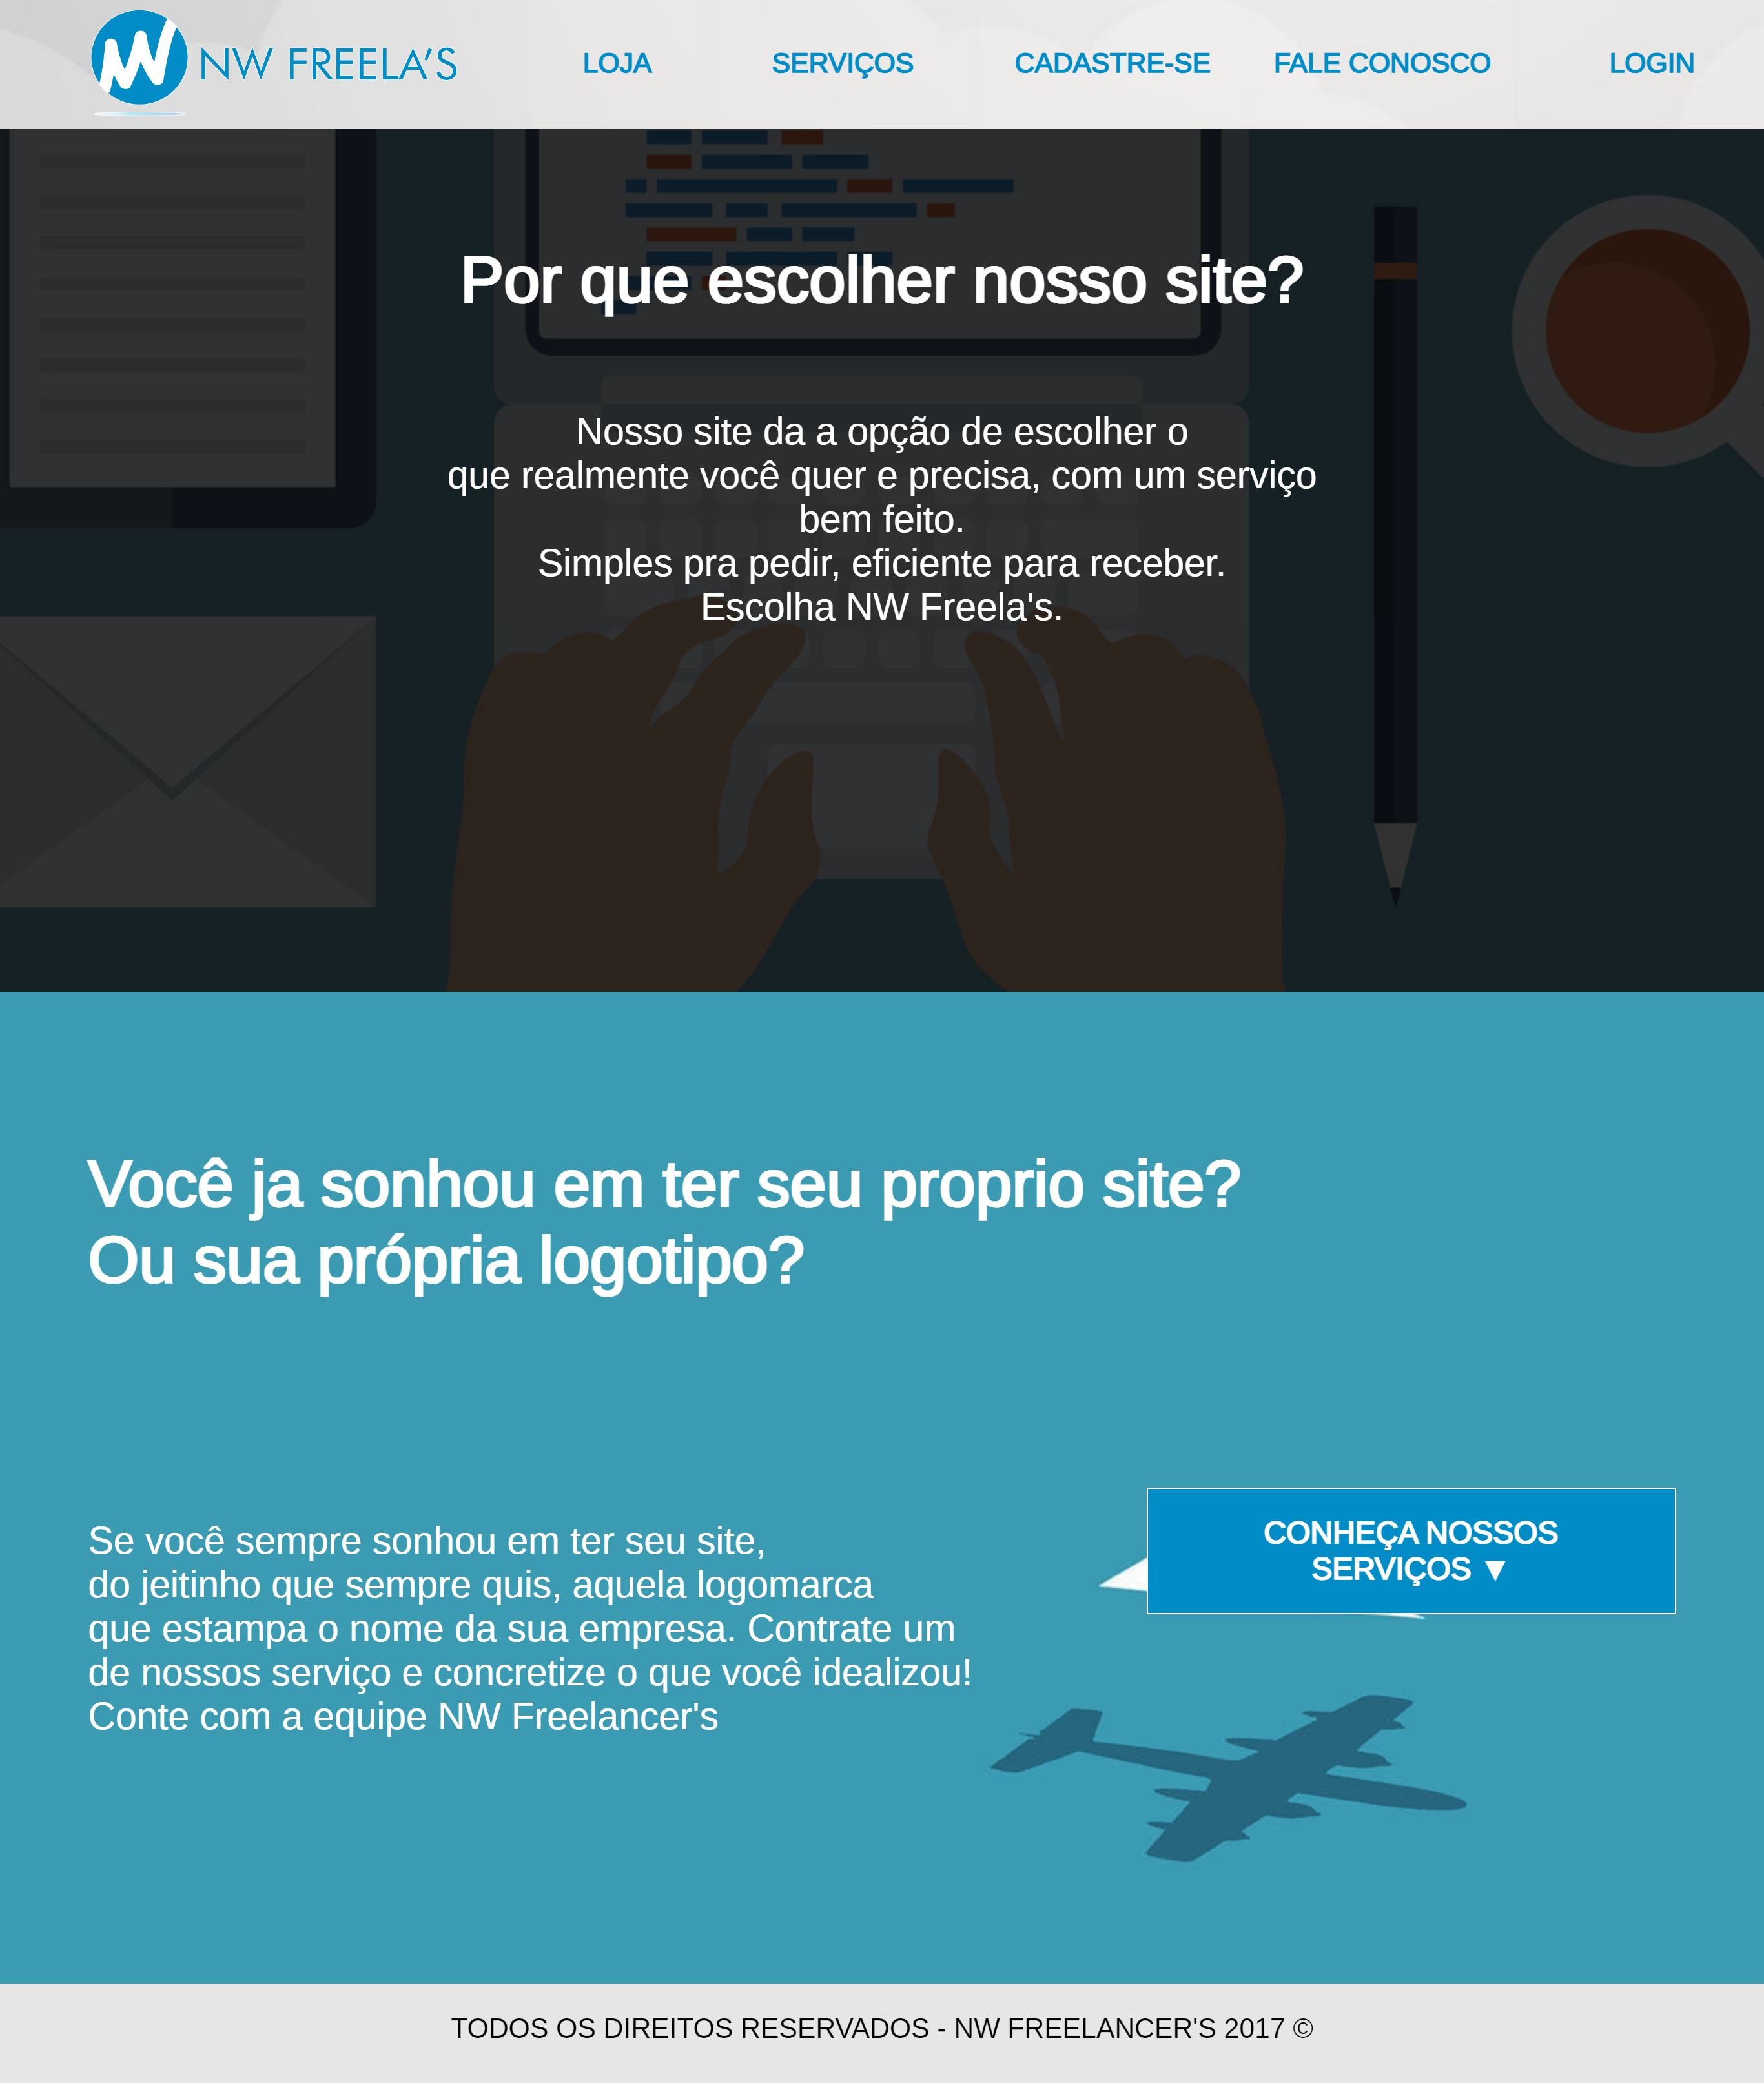 NW FREELA'S
LOJA SERVIÇOS CADASTRE-SE FALE CONOSCO LOGIN
Por que escolher nosso site?
Nosso site da a opção de escolher o
que realmente você quer e precisa, com um serviço
bem feito.
Simples pra pedir, eficiente para receber.
Escolha NW Freela's.
Você ja sonhou em ter seu proprio site?
Ou sua própria logotipo?
Se você sempre sonhou em ter seu site,
do jeitinho que sempre quis, aquela logomarca
que estampa o nome da sua empresa. Contrate um
de nossos serviço e concretize o que você idealizou!
Conte com a equipe NW Freelancer's
CONHEÇA NOSSOS
SERVIÇOS ▼
TODOS OS DIREITOS RESERVADOS - NW FREELANCER'S 2017 ©